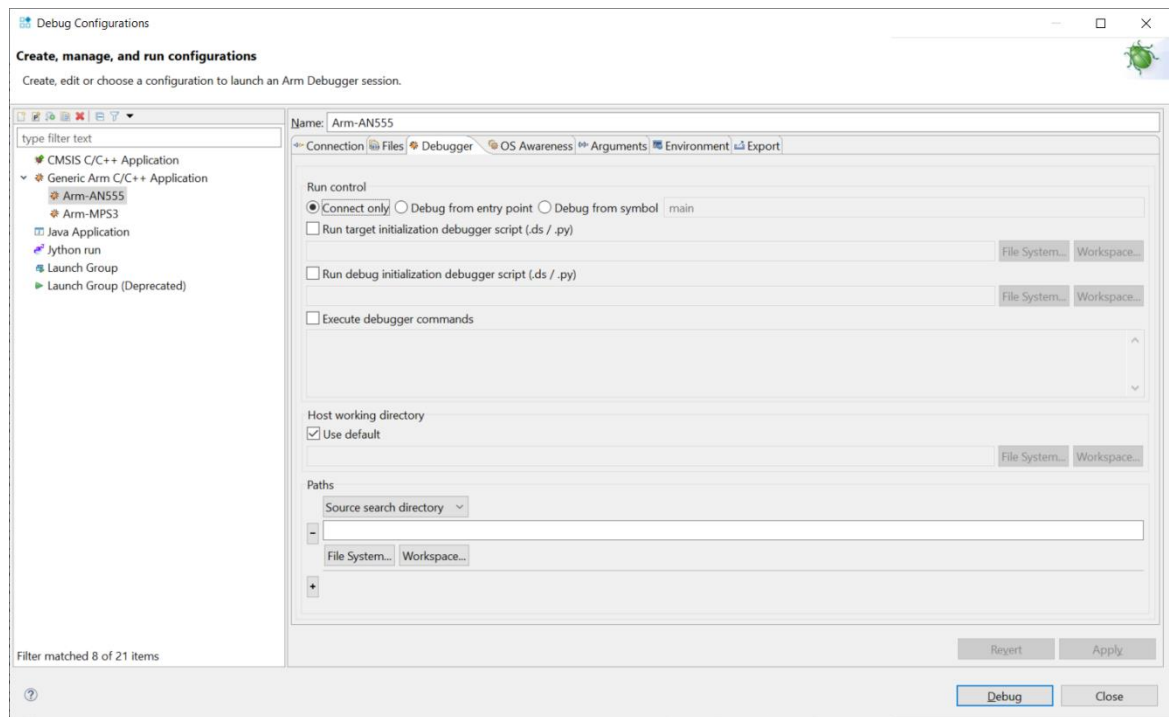 Debug Configurations
Create, manage, and run configurations
Create, edit or choose a configuration to launch an Arm Debugger session.
type filter text
CMSIS C/C++ Application
Generic Arm C/C++ Application
Arm-AN555
Arm-MPS3
Java Application
Jython run
Launch Group
Launch Group (Deprecated)
Filter matched 8 of 21 items
Name: Arm-AN555
Connection Files Debugger OS Awareness Arguments Environment Export
Run control
Connect only Debug from entry point Debug from symbol main
Run target initialization debugger script (.ds / .py)
File System... Workspace...
Run debug initialization debugger script (.ds / .py)
File System... Workspace...
Execute debugger commands
Host working directory
Use default
File System... Workspace...
Paths
Source search directory
-
File System... Workspace...
+
Revert Apply
? Debug Close